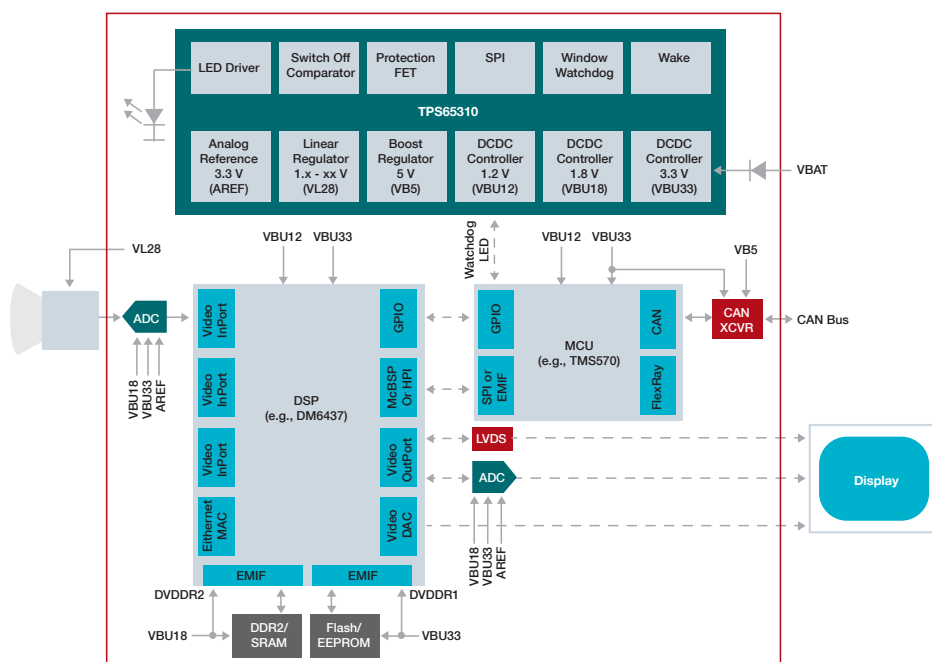 LED Driver
Switch Off
Comparator
Protection
FET
SPI
Window
Watchdog
Wake
TPS65310
Analog
Reference
3.3 V
(AREF)
Linear
Regulator
1.x - xx V
(VL28)
Boost
Regulator
5 V
(VB5)
DCDC
Controller
1.2 V
(VBU12)
DCDC
Controller
1.8 V
(VBU18)
DCDC
Controller
3.3 V
(VBU33)
VBAT
VL28
VBU12
VBU33
Watchdog
LED
VBU12
VBU33
VB5
ADC
VBU18
VBU33
AREF
Video
InPort
Video
InPort
Video
InPort
Eithernet
MAC
DSP
(e.g., DM6437)
GPIO
McBSP
Or HPI
Video
OutPort
Video
DAC
EMIF
EMIF
GPIO
SPI or
EMIF
MCU
(e.g., TMS570)
CAN
FlexRay
CAN
XCVR
CAN Bus
LVDS
ADC
VBU18
VBU33
AREF
Display
DVDDR2
DVDDR1
VBU18
DDR2/
SRAM
Flash/
EEPROM
VBU33